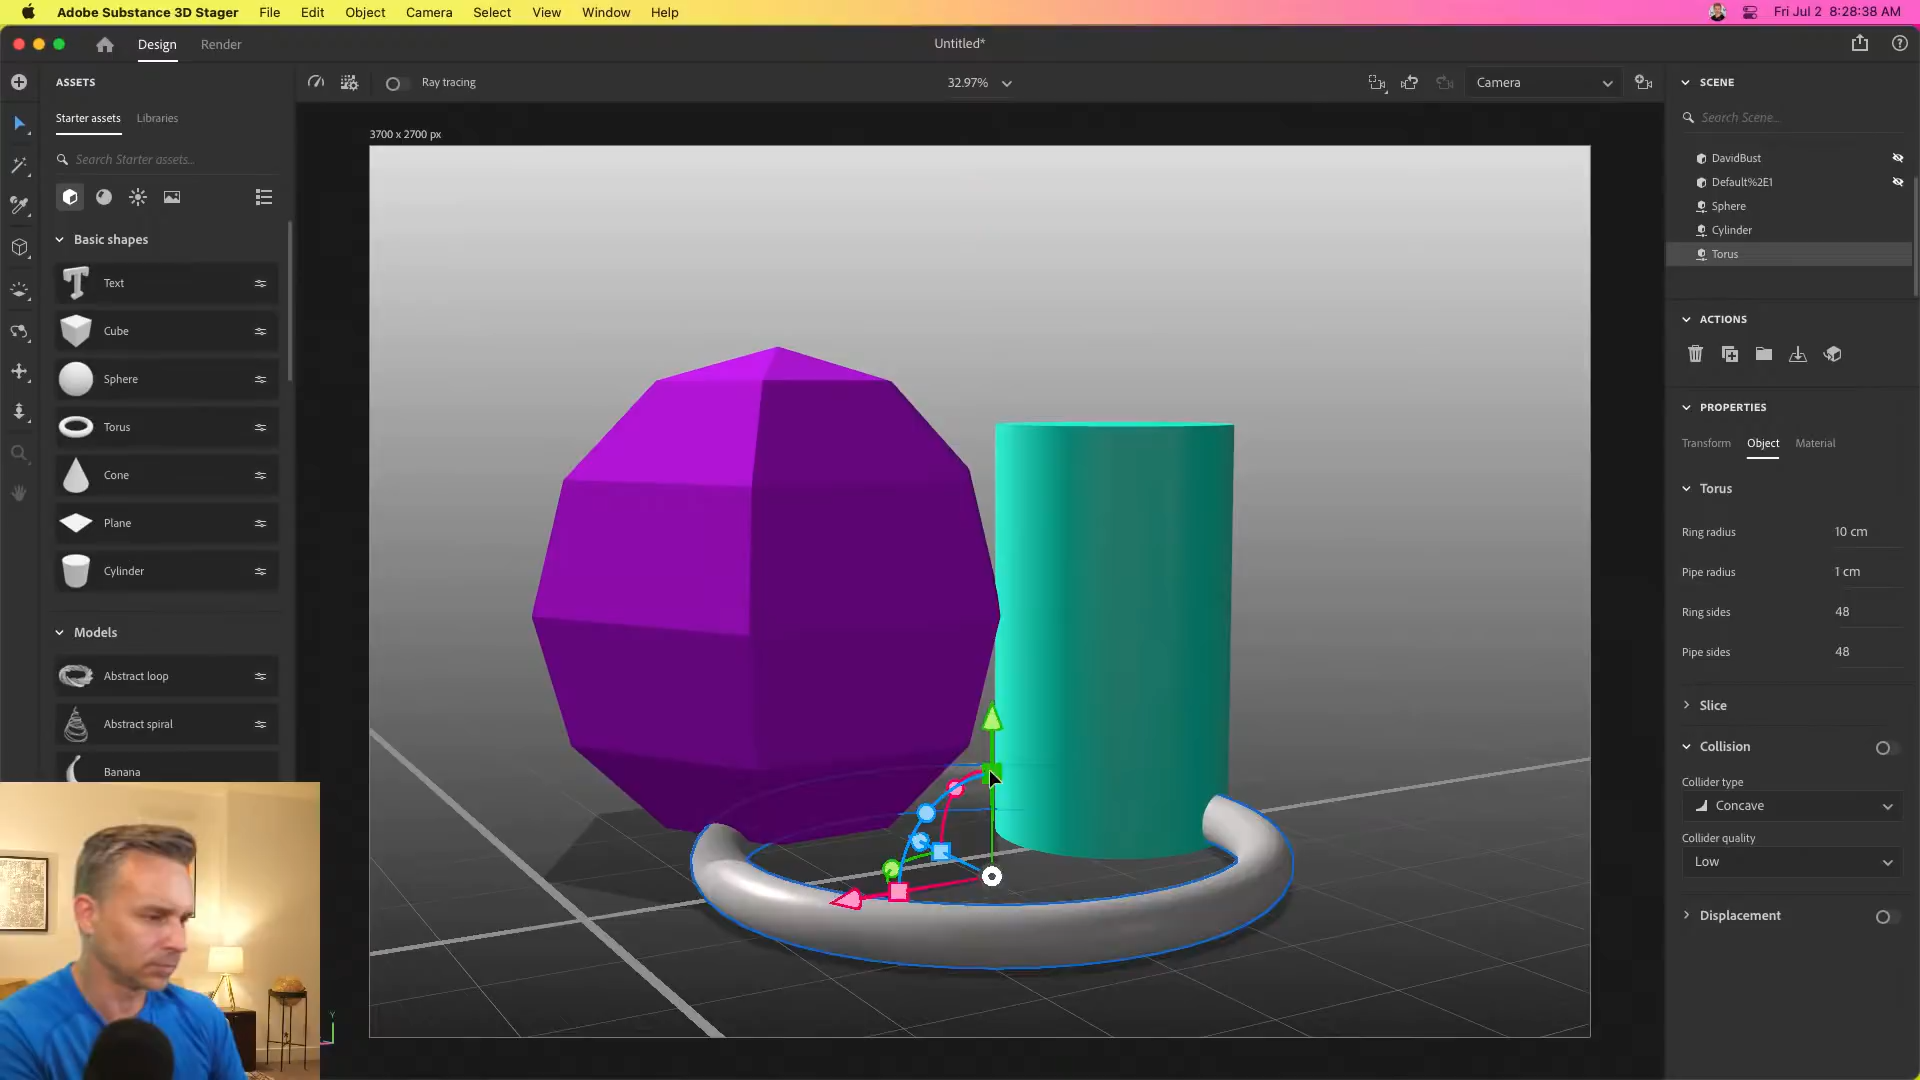 Adobe Substance 3D Stager File Edit Object Camera Select View Window Help Fri Jul 2 8:28:38 AM
Design Render Untitled*
ASSETS Ray tracing 32.97% Camera SCENE
Starter assets Libraries Search Scene...
3700 x 2700 px
Search Starter assets... DavidBust
Default%2E1
Sphere
Cylinder
Torus
Basic shapes
Text
Cube
Sphere
Torus
Cone
Plane
Cylinder
Models
Abstract loop
Abstract spiral
Banana
ACTIONS
PROPERTIES
Transform Object Material
Torus
Ring radius 10 cm
Pipe radius 1 cm
Ring sides 48
Pipe sides 48
Slice
Collision
Collider type
Concave
Collider quality
Low
Displacement
Y